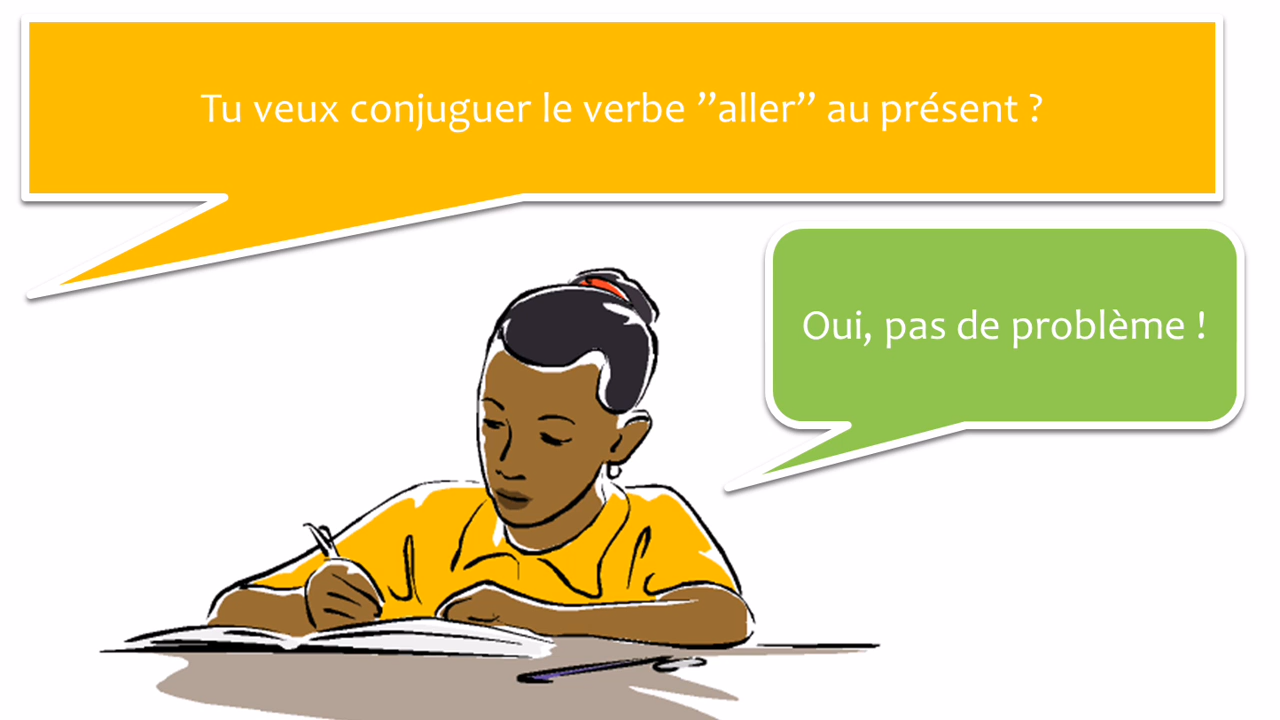 Tu veux conjuguer le verbe ”aller” au présent ?
Oui, pas de problème !